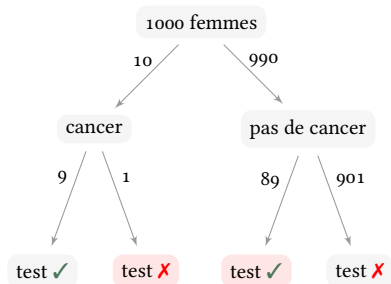 1000 femmes
10 990
cancer pas de cancer
9 1 89 901
test ✓ test ✗ test ✓ test ✗